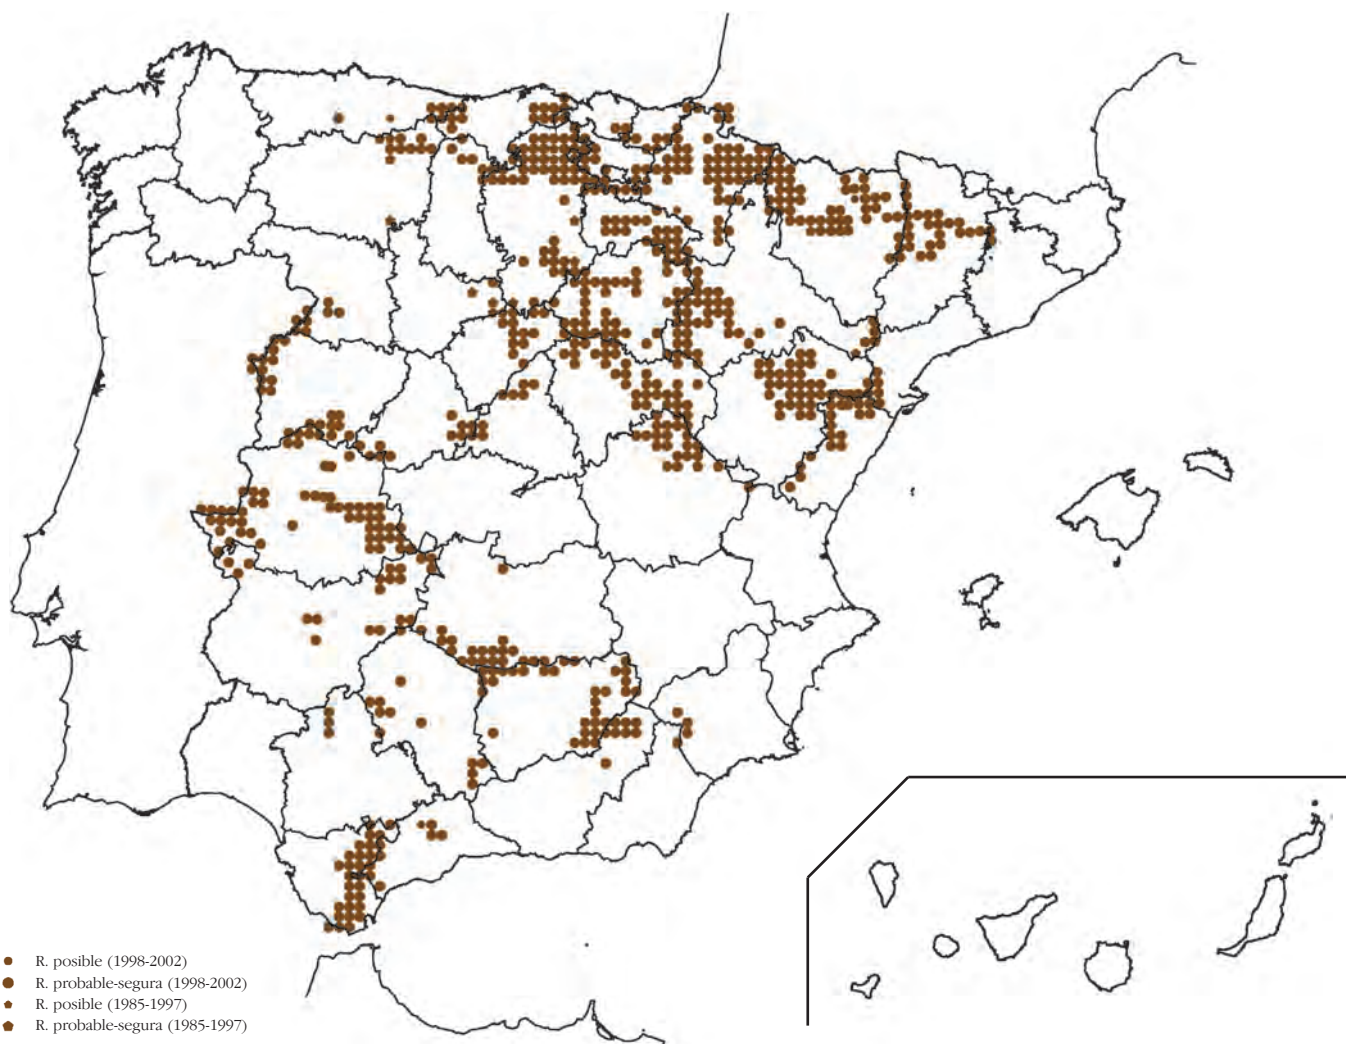 R. posible (1998-2002)
R. probable-segura (1998-2002)
R. posible (1985-1997)
R. probable-segura (1985-1997)